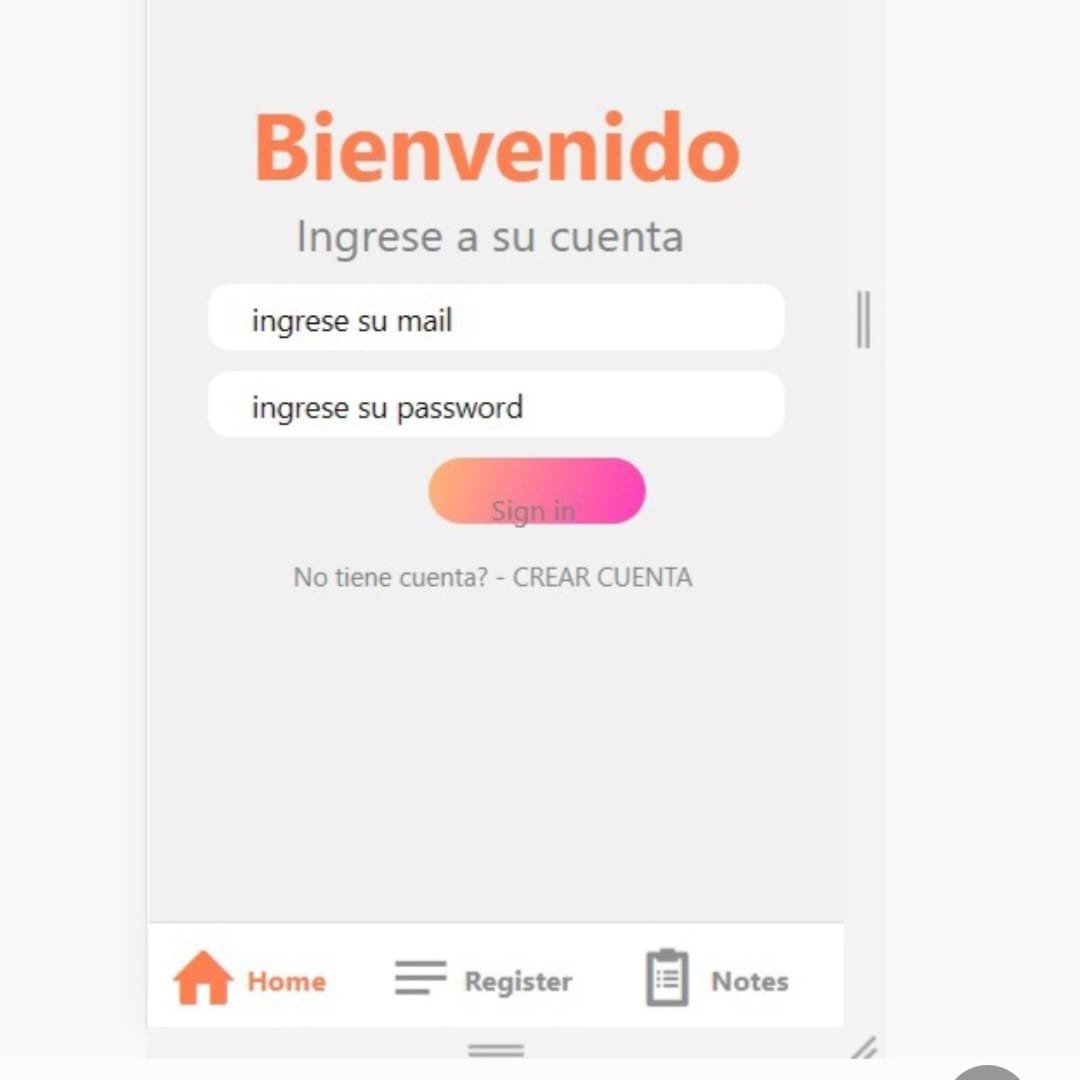 Bienvenido
Ingrese a su cuenta
ingrese su mail
ingrese su password
Sign in
No tiene cuenta? - CREAR CUENTA
Home Register Notes